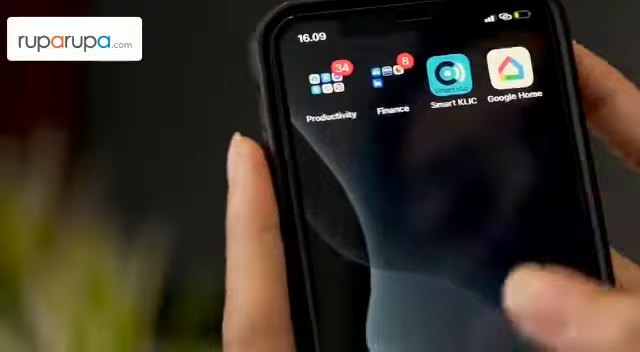 ruparupa.com
16.09
34
8
Productivity
Finance
Smart KLIC
Google Home